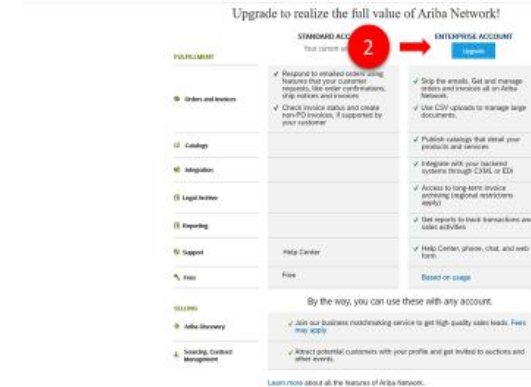 Upgrade to realize the full value of Ariba Network!
STANDARD ACC
Your current
2
ENTERPRISE ACCOUNT
Upgrade
FULFILLMENT
Orders and Invoices
✓ Respond to emailed orders using
features that your customer
requests, like order confirmations,
ship notices and invoices
✓ Check invoice status and create
non-PO invoices, if supported by
your customer
✓ Skip the emails. Get and manage
orders and invoices all on Ariba
Network.
✓ Use CSV uploads to manage large
documents.
Catalogs
✓ Publish catalogs that detail your
products and services
Integration
✓ Integrate with your backend
systems through CXML or EDI
Legal Archive
✓ Access to long-term invoice
archiving (regional restrictions
apply)
Reporting
✓ Get reports to track transactions and
sales activities
Support
Help Center
✓ Help Center, phone, chat, and web
form
Fees
Free
Based on usage
SELLING
By the way, you can use these with any account.
Ariba Discovery
✓ Join our business matchmaking service to get high quality sales leads. Fees
may apply
Sourcing, Contract
Management
✓ Attract potential customers with your profile and get invited to auctions and
other events.
Learn more about all the features of Ariba Network.